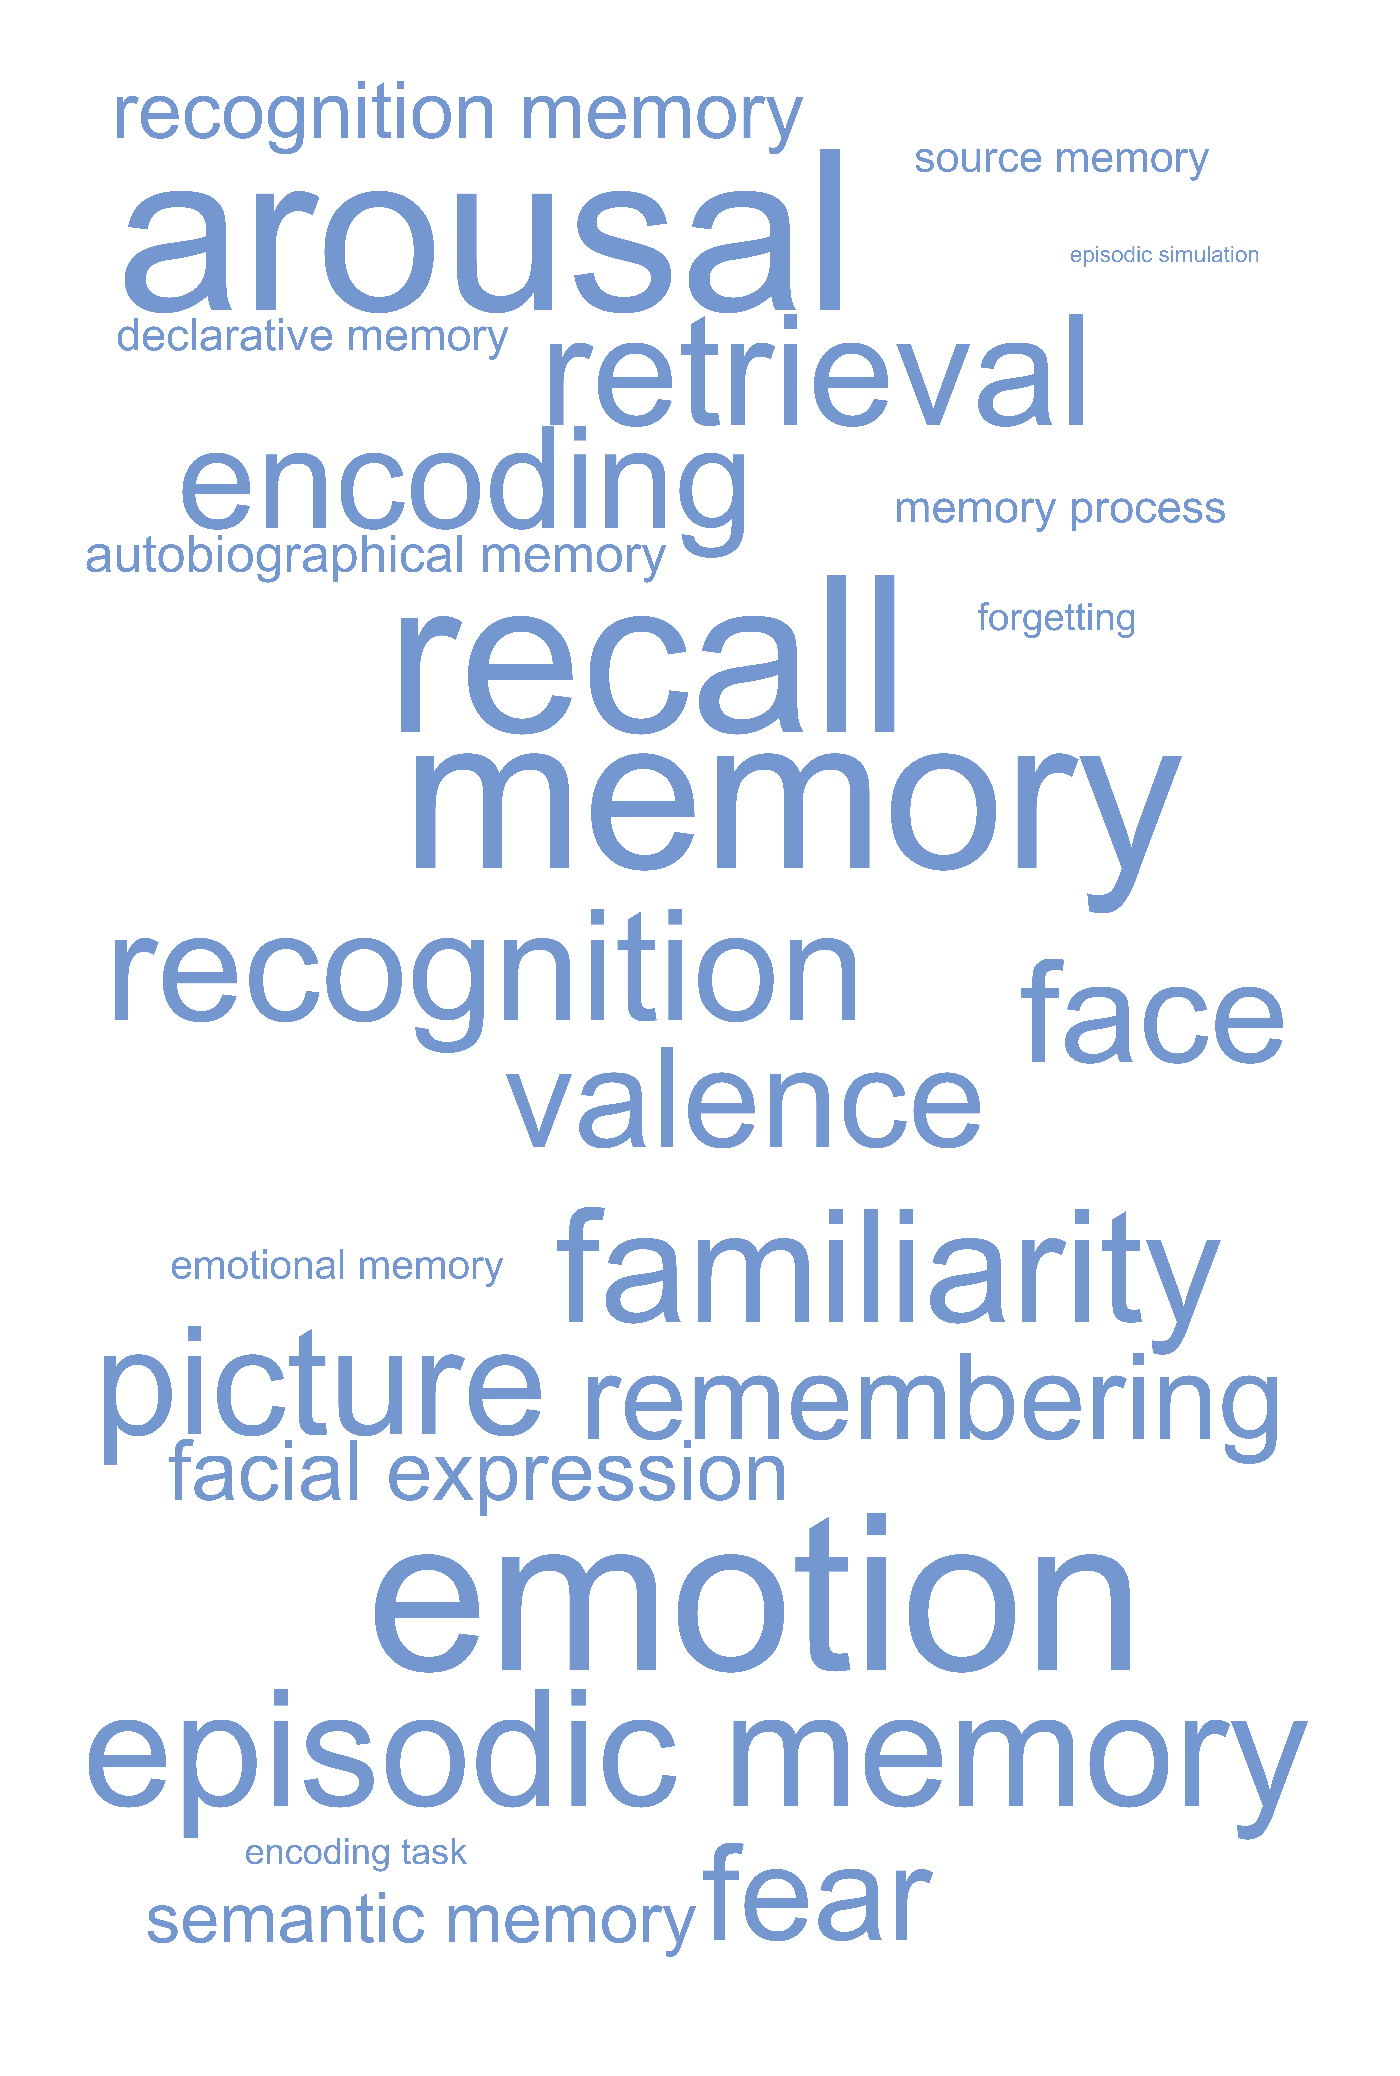 recognition memory
source memory
arousal
episodic simulation
declarative memory
retrieval
encoding
memory process
autobiographical memory
recall
forgetting
memory
recognition
face
valence
familiarity
emotional memory
picture
remembering
facial expression
emotion
episodic memory
encoding task
fear
semantic memory